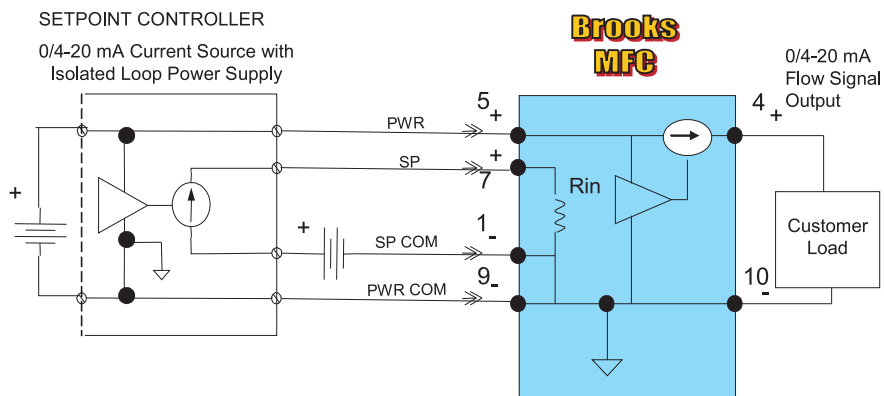 SETPOINT CONTROLLER
0/4-20 mA Current Source with
Isolated Loop Power Supply
Brooks
MFC
0/4-20 mA
Flow Signal
Output
5
+
PWR
4
+
+
SP
+
7
Rin
+
SP COM
1
-
Customer
Load
PWR COM
9
-
10
-